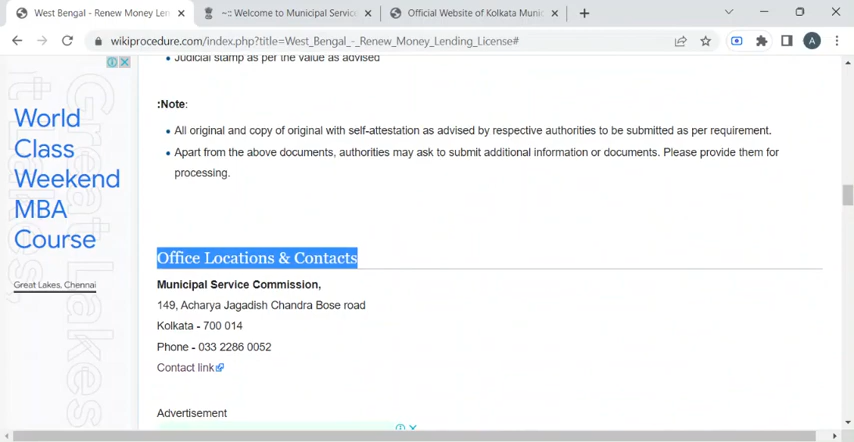 West Bengal - Renew Money Len
~:: Welcome to Municipal Service
Official Website of Kolkata Munic
wikiprocedure.com/index.php?title=West_Bengal_-_Renew_Money_Lending_License#
A
World
Class
Weekend
MBA
Course
Great Lakes, Chennai
Judicial stamp as per the value as advised
:Note:
All original and copy of original with self-attestation as advised by respective authorities to be submitted as per requirement.
Apart from the above documents, authorities may ask to submit additional information or documents. Please provide them for
processing.
Office Locations & Contacts
Municipal Service Commission,
149, Acharya Jagadish Chandra Bose road
Kolkata - 700 014
Phone - 033 2286 0052
Contact link
Advertisement